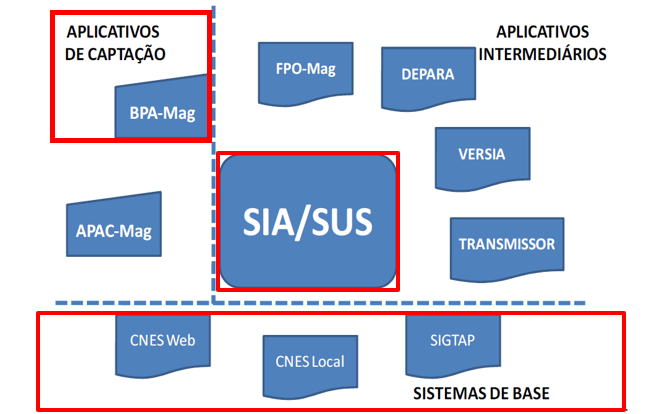 APLICATIVOS
DE CAPTAÇÃO
BPA-Mag
APAC-Mag
APLICATIVOS
INTERMEDIÁRIOS
FPO-Mag
DEPARA
VERSIA
TRANSMISSOR
SIA/SUS
CNES Web
CNES Local
SIGTAP
SISTEMAS DE BASE